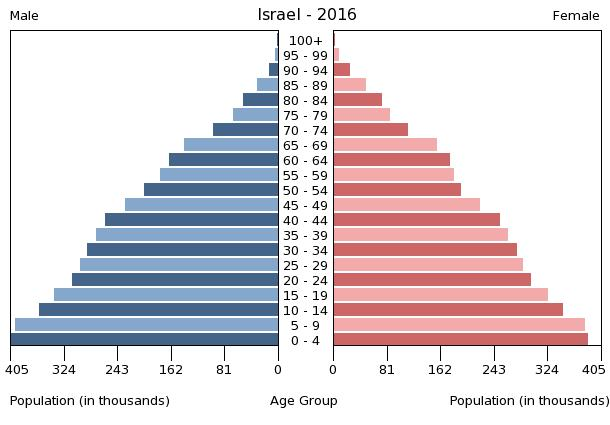 Israel - 2016
Male
Female
100+
95 - 99
90 - 94
85 - 89
80 - 84
75 - 79
70 - 74
65 - 69
60 - 64
55 - 59
50 - 54
45 - 49
40 - 44
35 - 39
30 - 34
25 - 29
20 - 24
15 - 19
10 - 14
5 - 9
0 - 4
405 324 243 162 81 0 0 81 162 243 324 405
Population (in thousands) Age Group Population (in thousands)